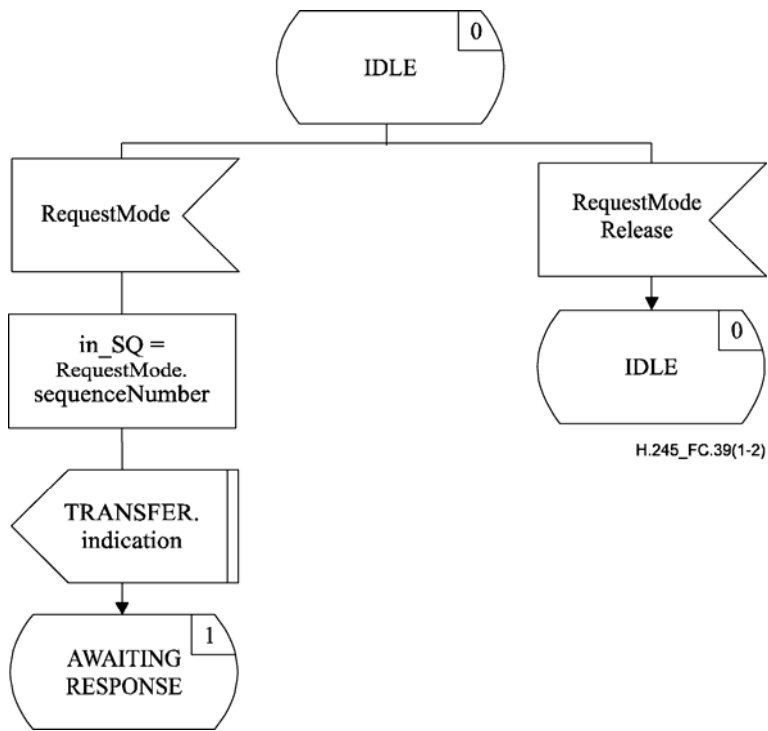 0
IDLE
RequestMode
RequestMode
Release
in_SQ =
RequestMode.
sequenceNumber
0
IDLE
H.245_FC.39(1-2)
TRANSFER.
indication
1
AWAITING
RESPONSE